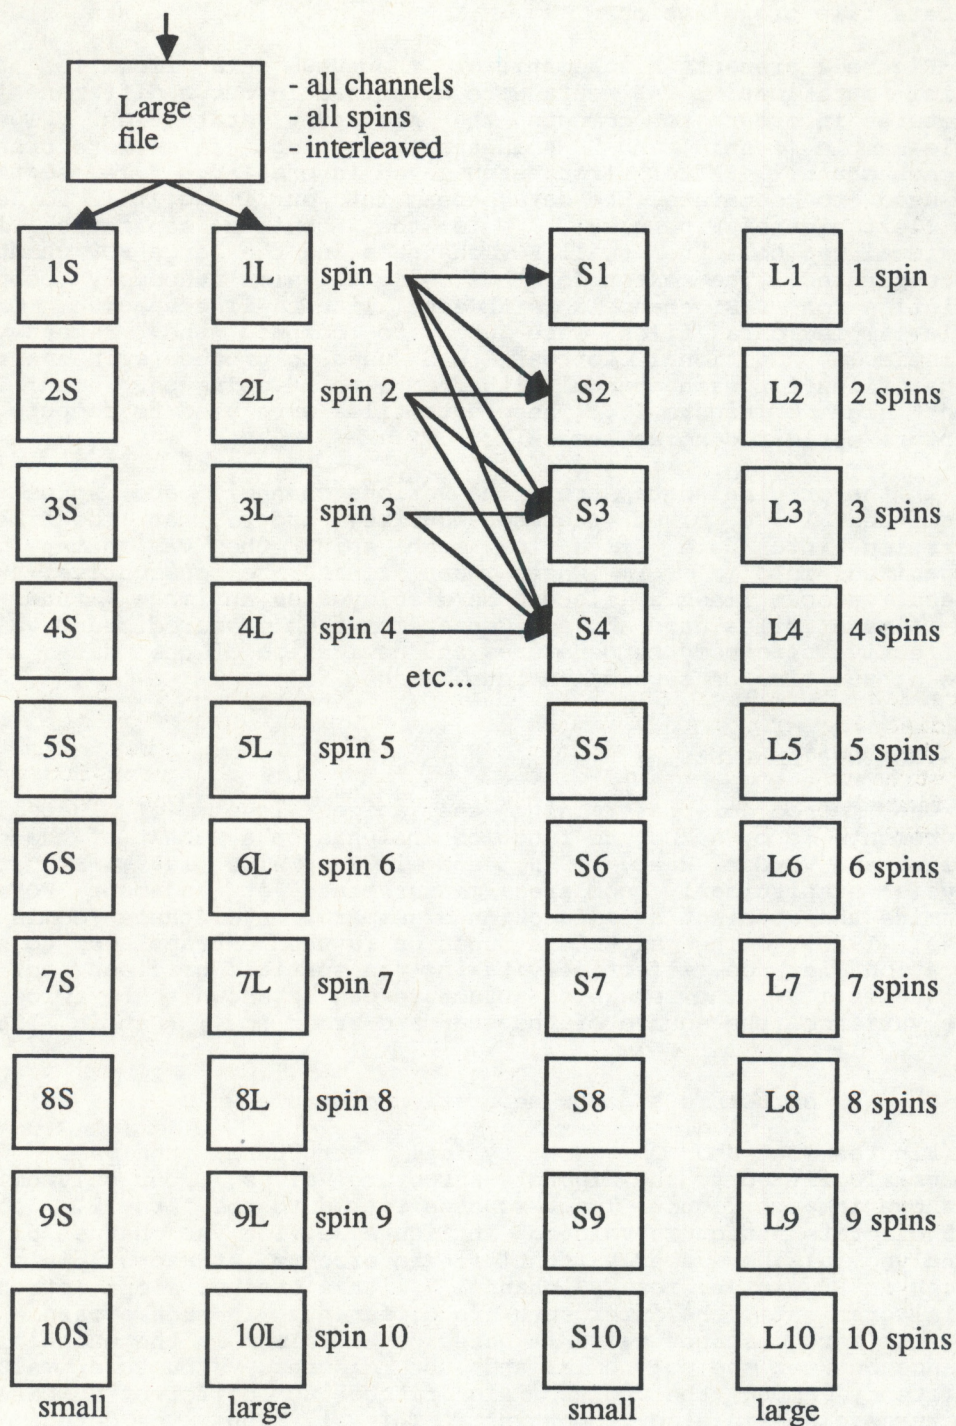 Large
file
- all channels
- all spins
- interleaved
1S 1L spin 1 S1 L1 1 spin
2S 2L spin 2 S2 L2 2 spins
3S 3L spin 3 S3 L3 3 spins
4S 4L spin 4 S4 L4 4 spins
etc...
5S 5L spin 5 S5 L5 5 spins
6S 6L spin 6 S6 L6 6 spins
7S 7L spin 7 S7 L7 7 spins
8S 8L spin 8 S8 L8 8 spins
9S 9L spin 9 S9 L9 9 spins
10S 10L spin 10 S10 L10 10 spins
small large small large